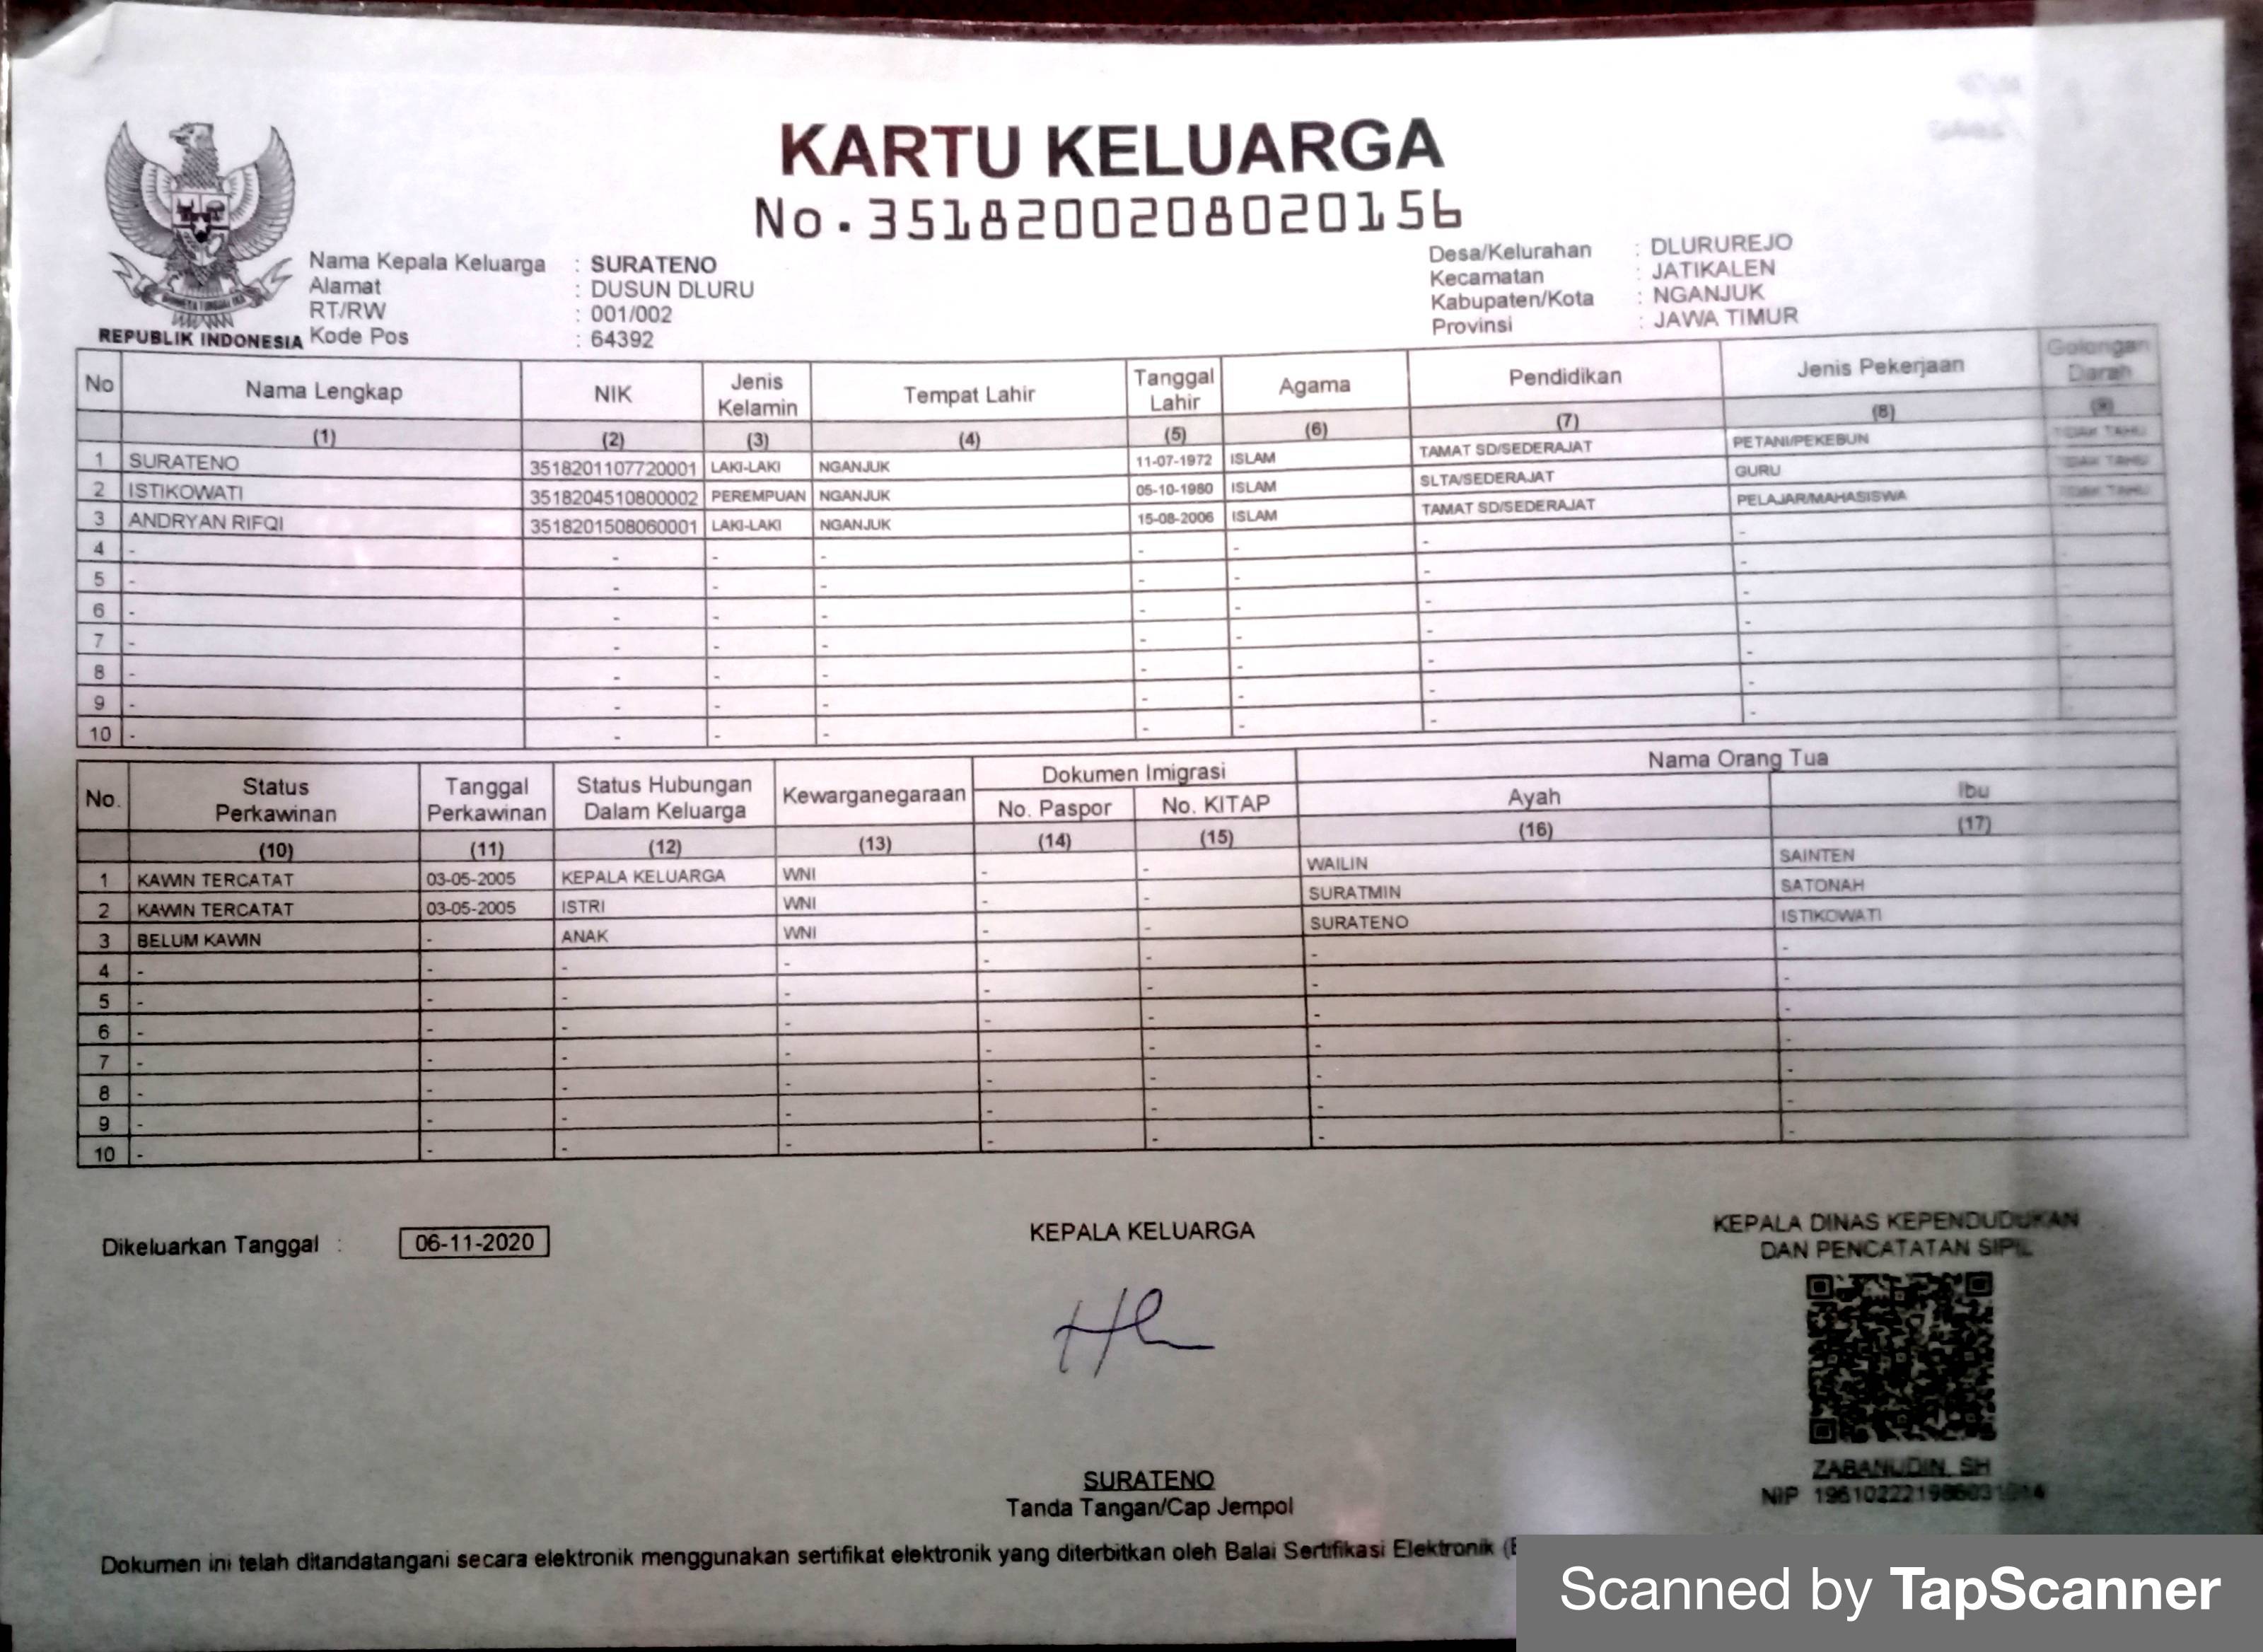 KARTU KELUARGA
No. 3518200208020156
Nama Kepala Keluarga : SURATENO
Alamat : DUSUN DLURU
RT/RW : 001/002
Kode Pos : 64392
REPUBLIK INDONESIA
Desa/Kelurahan : DLURUREJO
Kecamatan : JATIKALEN
Kabupaten/Kota : NGANJUK
Provinsi : JAWA TIMUR
No Nama Lengkap NIK Jenis Kelamin Tempat Lahir Tanggal Lahir Agama Pendidikan Jenis Pekerjaan Golongan Darah
(1) (2) (3) (4) (5) (6) (7) (8) (9)
1 SURATENO 3518201107720001 LAKI-LAKI NGANJUK 11-07-1972 ISLAM TAMAT SD/SEDERAJAT PETANI/PEKEBUN TIDAK TAHU
2 ISTIKOWATI 3518204510800002 PEREMPUAN NGANJUK 05-10-1980 ISLAM SLTA/SEDERAJAT GURU TIDAK TAHU
3 ANDRYAN RIFQI 3518201508060001 LAKI-LAKI NGANJUK 15-08-2006 ISLAM TAMAT SD/SEDERAJAT PELAJAR/MAHASISWA TIDAK TAHU
4 - - - - - - - - -
5 - - - - - - - - -
6 - - - - - - - - -
7 - - - - - - - - -
8 - - - - - - - - -
9 - - - - - - - - -
10 - - - - - - - - -
No. Status Perkawinan Tanggal Perkawinan Status Hubungan Dalam Keluarga Kewarganegaraan Dokumen Imigrasi Nama Orang Tua
No. Paspor No. KITAP Ayah Ibu
(10) (11) (12) (13) (14) (15) (16) (17)
1 KAWIN TERCATAT 03-05-2005 KEPALA KELUARGA WNI - - WAILIN SAINTEN
2 KAWIN TERCATAT 03-05-2005 ISTRI WNI - - SURATMIN SATONAH
3 BELUM KAWIN - ANAK WNI - - SURATENO ISTIKOWATI
4 - - - - - - - -
5 - - - - - - - -
6 - - - - - - - -
7 - - - - - - - -
8 - - - - - - - -
9 - - - - - - - -
10 - - - - - - - -
Dikeluarkan Tanggal : 06-11-2020
KEPALA KELUARGA
SURATENO
Tanda Tangan/Cap Jempol
KEPALA DINAS KEPENDUDUKAN
DAN PENCATATAN SIPIL
ZABANUDIN, SH
NIP
Dokumen ini telah ditandatangani secara elektronik menggunakan sertifikat elektronik yang diterbitkan oleh Balai Sertifikasi Elektronik (
Scanned by TapScanner